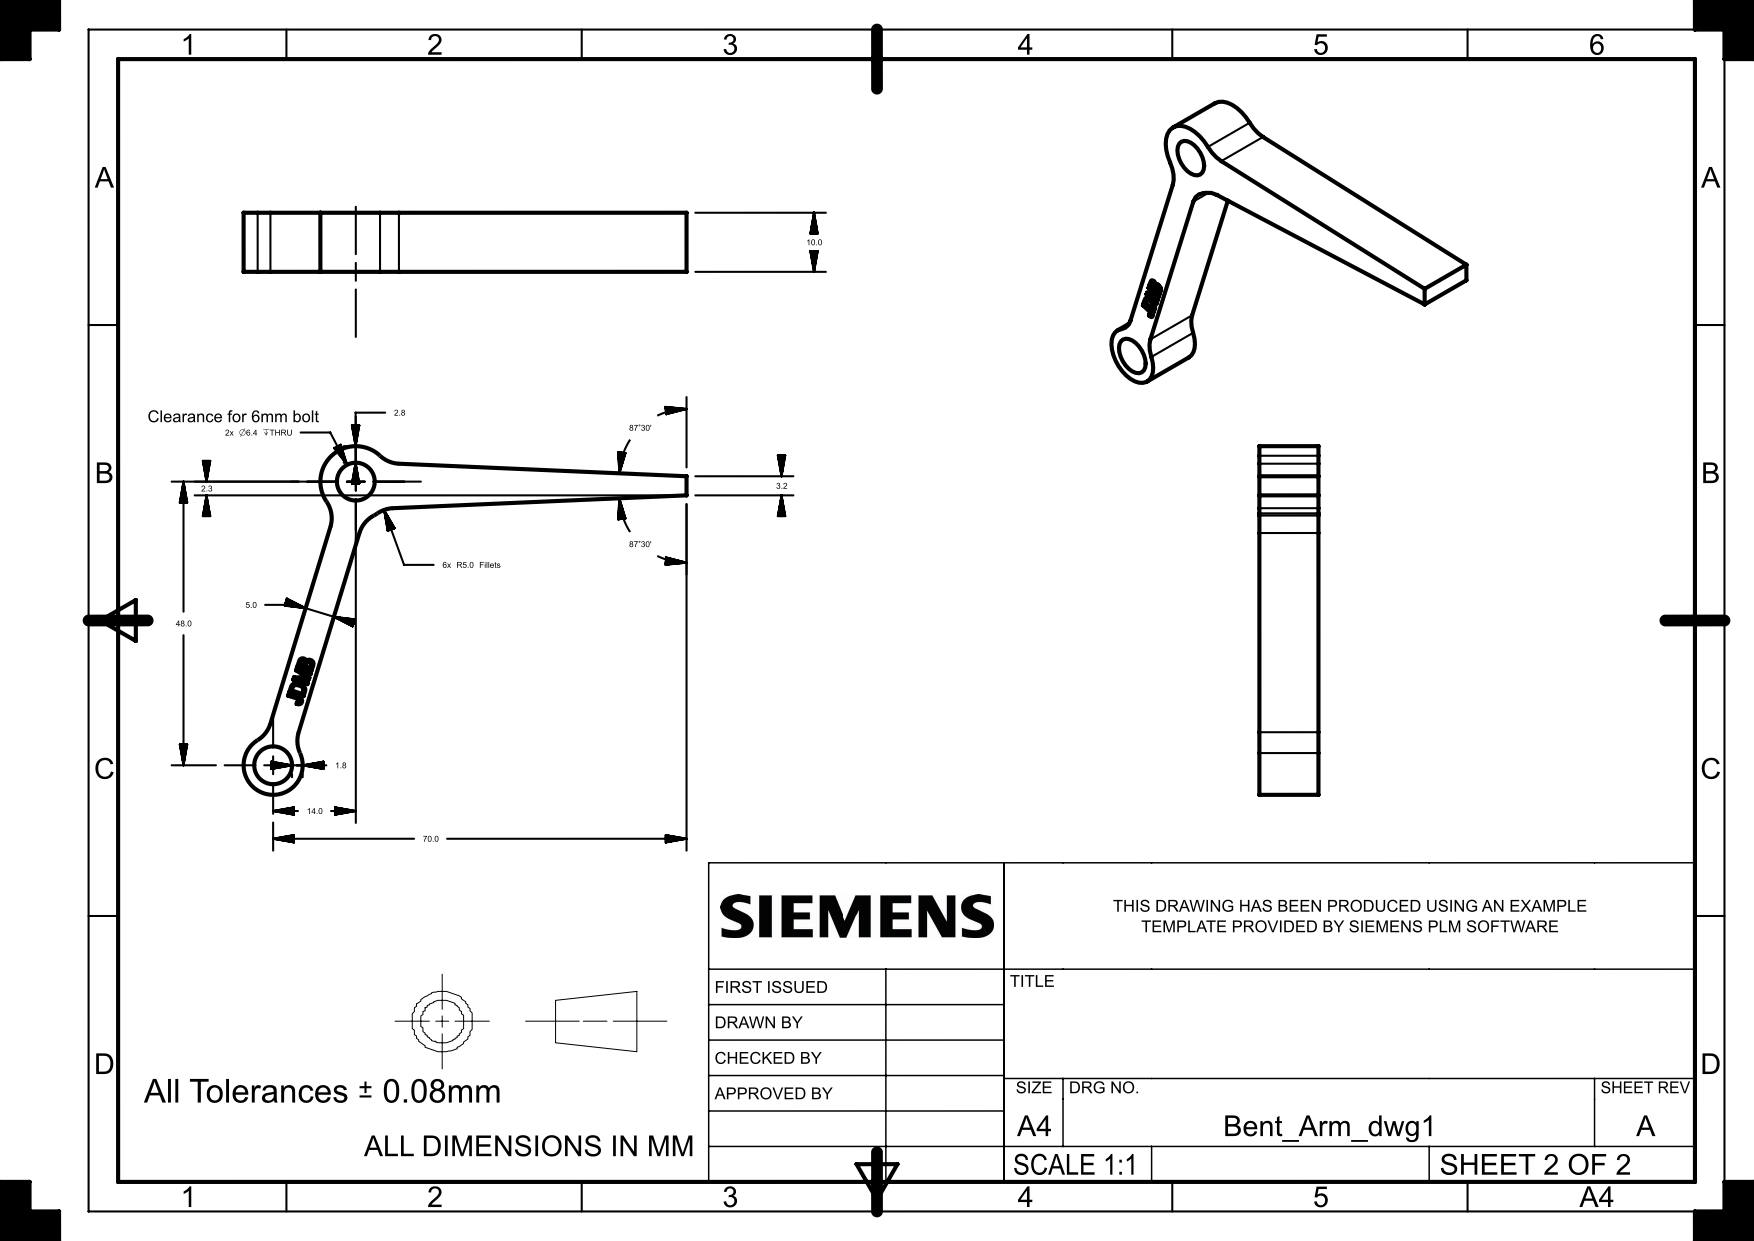 1 2 3 4 5 6
A A
10.0
Clearance for 6mm bolt
2x ∅6.4 ↧THRU
2.8
87°30'
B B
2.3
3.2
87°30'
6x R5.0 Fillets
5.0
48.0
JDWB
C C
1.8
14.0
70.0
SIEMENS
THIS DRAWING HAS BEEN PRODUCED USING AN EXAMPLE
TEMPLATE PROVIDED BY SIEMENS PLM SOFTWARE
FIRST ISSUED
TITLE
DRAWN BY
CHECKED BY
D D
All Tolerances ± 0.08mm
APPROVED BY
SIZE DRG NO. SHEET REV
A4 Bent_Arm_dwg1 A
ALL DIMENSIONS IN MM
SCALE 1:1 SHEET 2 OF 2
1 2 3 4 5 A4